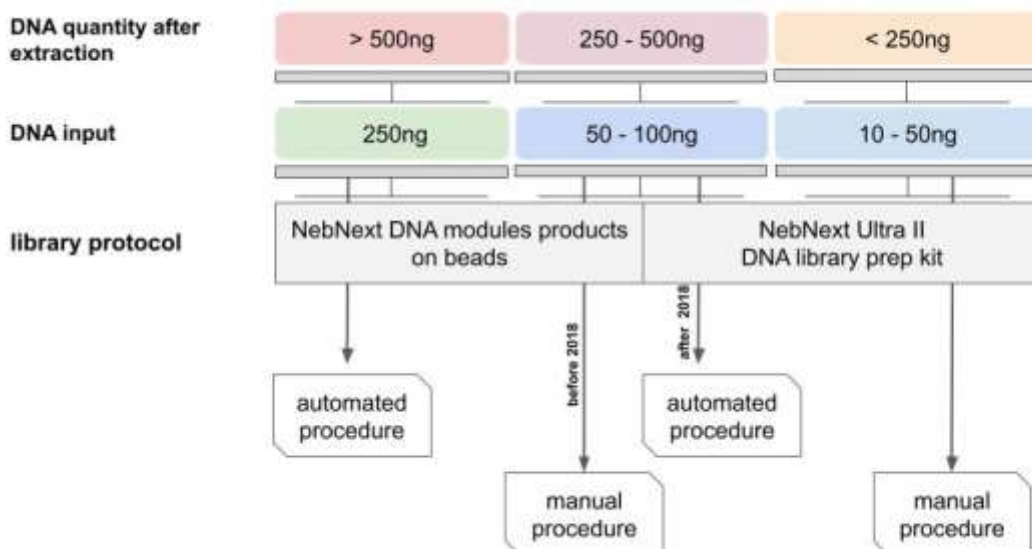 DNA quantity after
extraction
> 500ng
250 - 500ng
< 250ng
DNA input
250ng
50 - 100ng
10 - 50ng
library protocol
NebNext DNA modules products
on beads
NebNext Ultra II
DNA library prep kit
before 2018
after 2018
automated
procedure
automated
procedure
manual
procedure
manual
procedure